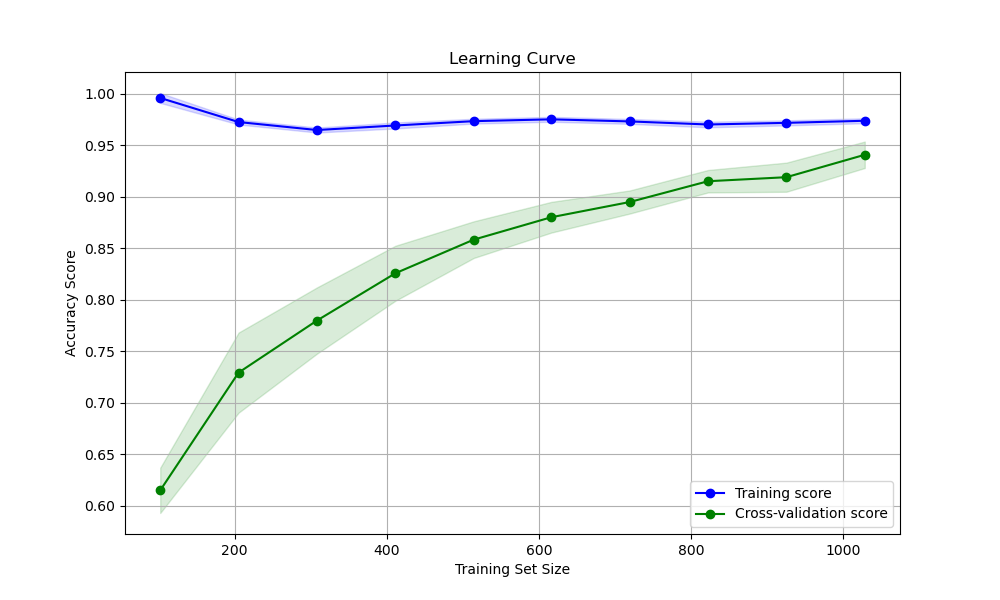 Learning Curve
1.00
0.95
0.90
0.85
0.80
0.75
0.70
0.65
0.60
Accuracy Score
200
400
600
800
1000
Training Set Size
Training score
Cross-validation score